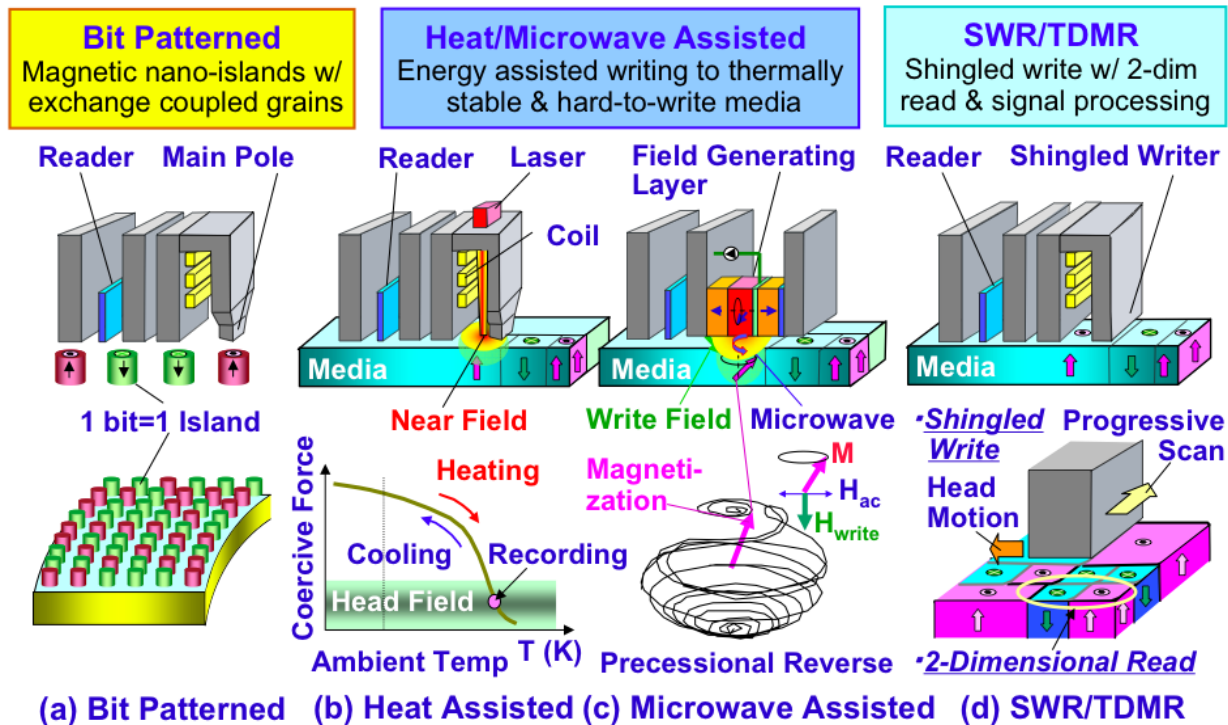 Bit Patterned
Magnetic nano-islands w/
exchange coupled grains
Heat/Microwave Assisted
Energy assisted writing to thermally
stable & hard-to-write media
SWR/TDMR
Shingled write w/ 2-dim
read & signal processing
Reader
Main Pole
1 bit=1 Island
(a) Bit Patterned
Reader
Laser
Coil
Media
Near Field
Coercive Force
Heating
Cooling
Recording
Head Field
T (K)
Ambient Temp
(b) Heat Assisted
Field Generating
Layer
Media
Write Field
Microwave
Magneti-
zation
M
Hac
Hwrite
Precessional Reverse
(c) Microwave Assisted
Reader
Shingled Writer
Media
・Shingled
Write
Progressive
Scan
Head
Motion
・2-Dimensional Read
(d) SWR/TDMR